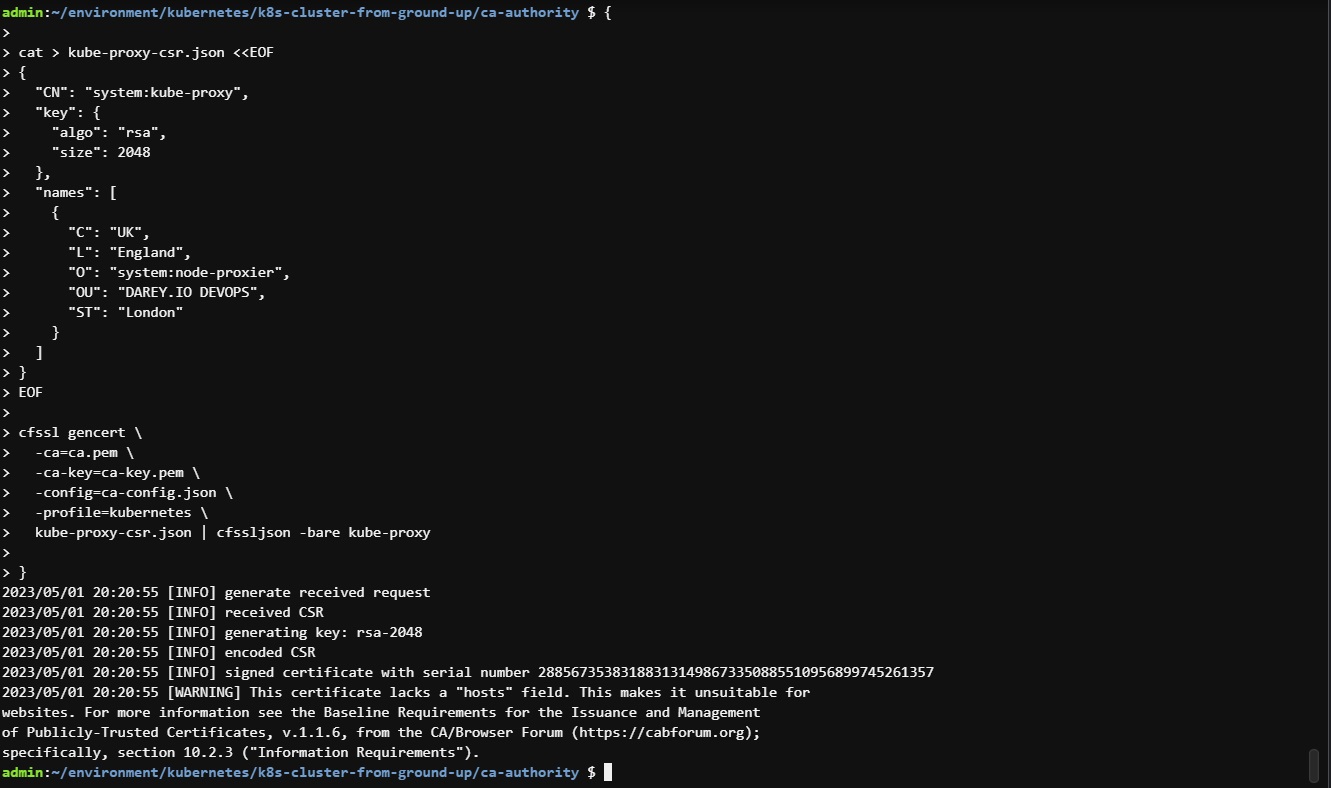 admin:~/environment/kubernetes/k8s-cluster-from-ground-up/ca-authority $ {
>
> cat > kube-proxy-csr.json <<EOF
> {
>   "CN": "system:kube-proxy",
>   "key": {
>     "algo": "rsa",
>     "size": 2048
>   },
>   "names": [
>     {
>       "C": "UK",
>       "L": "England",
>       "O": "system:node-proxier",
>       "OU": "DAREY.IO DEVOPS",
>       "ST": "London"
>     }
>   ]
> }
> EOF
>
> cfssl gencert \
>   -ca=ca.pem \
>   -ca-key=ca-key.pem \
>   -config=ca-config.json \
>   -profile=kubernetes \
>   kube-proxy-csr.json | cfssljson -bare kube-proxy
>
> }
2023/05/01 20:20:55 [INFO] generate received request
2023/05/01 20:20:55 [INFO] received CSR
2023/05/01 20:20:55 [INFO] generating key: rsa-2048
2023/05/01 20:20:55 [INFO] encoded CSR
2023/05/01 20:20:55 [INFO] signed certificate with serial number 288567353831883131498673350885510956899745261357
2023/05/01 20:20:55 [WARNING] This certificate lacks a "hosts" field. This makes it unsuitable for
websites. For more information see the Baseline Requirements for the Issuance and Management
of Publicly-Trusted Certificates, v.1.1.6, from the CA/Browser Forum (https://cabforum.org);
specifically, section 10.2.3 ("Information Requirements").
admin:~/environment/kubernetes/k8s-cluster-from-ground-up/ca-authority $